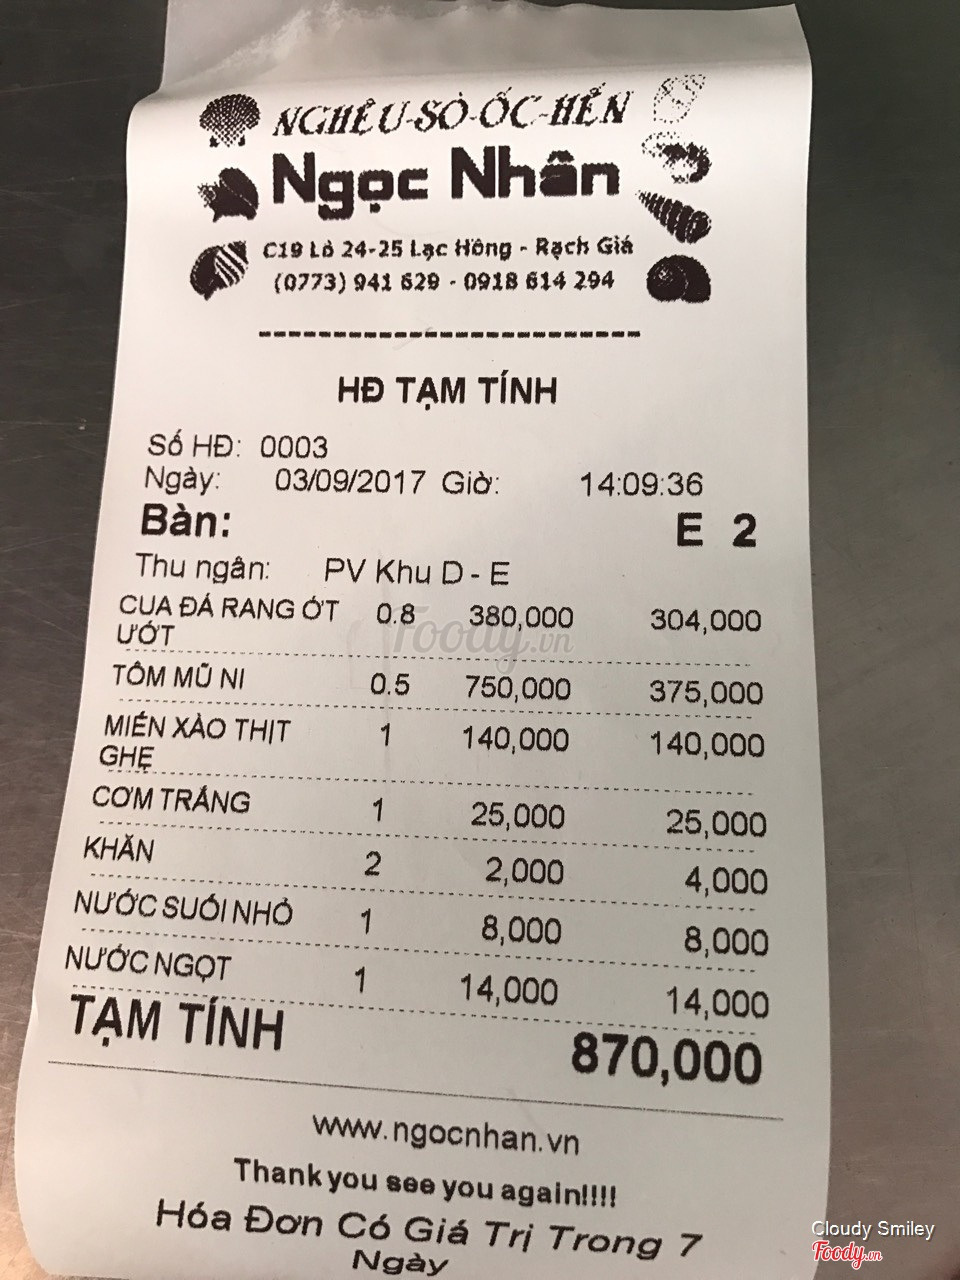 NGHÊU-SÒ-ỐC-HẾN
Ngọc Nhân
C19 Lô 24-25 Lạc Hồng - Rạch Giá
(0773) 941 629 - 0918 614 294
HĐ TẠM TÍNH
Số HĐ: 0003
Ngày: 03/09/2017 Giờ: 14:09:36
Bàn: E 2
Thu ngân: PV Khu D - E
CUA ĐÁ RANG ỚT 0.8 380,000 304,000
ƯỚT
TÔM MŨ NI 0.5 750,000 375,000
MIẾN XÀO THỊT 1 140,000 140,000
GHẸ
CƠM TRẮNG 1 25,000 25,000
KHĂN 2 2,000 4,000
NƯỚC SUỐI NHỎ 1 8,000 8,000
NƯỚC NGỌT 1 14,000 14,000
TẠM TÍNH 870,000
www.ngocnhan.vn
Thank you see you again!!!!
Hóa Đơn Có Giá Trị Trong 7
Ngày
Foody.vn
Cloudy Smiley
Foody.vn